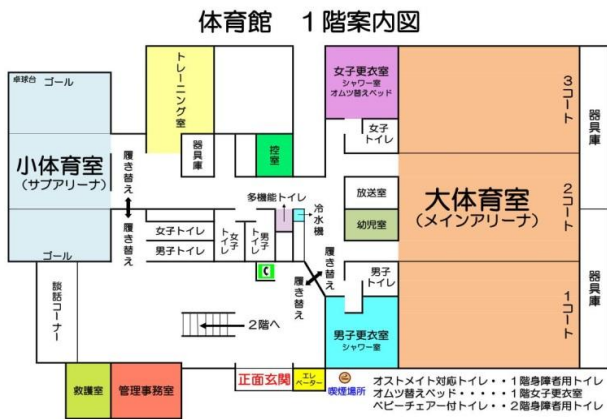 体育館 1階案内図
卓球台
ゴール
小体育室
(サブアリーナ)
ゴール
履き替え
履き替え
トレーニング室
器具庫
控室
女子更衣室
シャワー室
オムツ替えベッド
女子
トイレ
放送室
幼児室
大体育室
(メインアリーナ)
3コート
2コート
1コート
器具庫
器具庫
多機能トイレ
冷水機
女子トイレ
男子トイレ
女子
トイレ
男子
トイレ
履き替え
履き替え
男子
トイレ
男子更衣室
シャワー室
談話コーナー
2階へ
救護室
管理事務室
正面玄関
エレ
ベーター
喫煙場所
オストメイト対応トイレ・・1階身障者用トイレ
オムツ替えベッド・・・・・1階女子更衣室
ベビーチェアー付トイレ・・2階身障者用トイレ